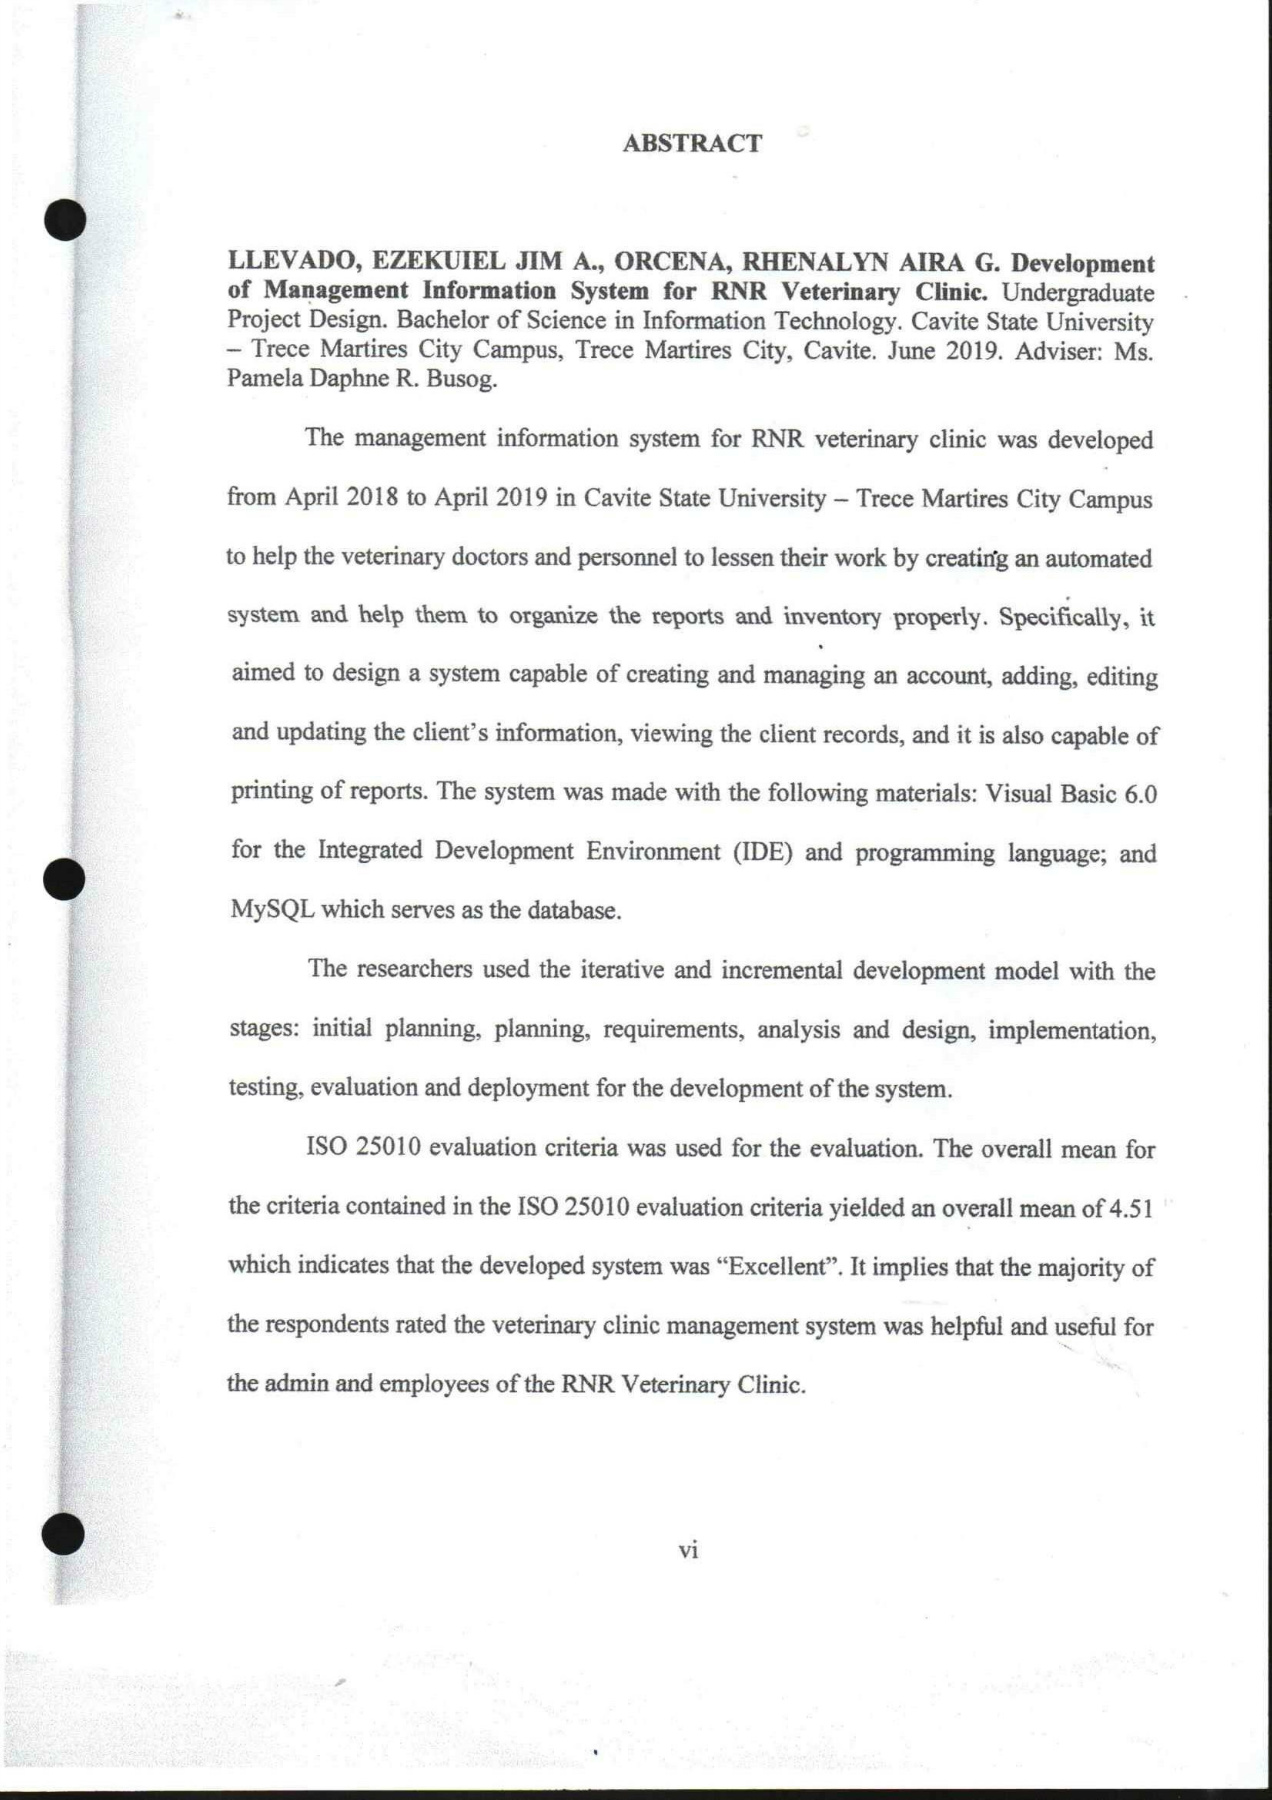 ABSTRACT
LLEVADO, EZEKUIEL JIM A., ORCENA, RHENALYN AIRA G. Development
of Management Information System for RNR Veterinary Clinic. Undergraduate
Project Design. Bachelor of Science in Information Technology. Cavite State University
– Trece Martires City Campus, Trece Martires City, Cavite. June 2019. Adviser: Ms.
Pamela Daphne R. Busog.
The management information system for RNR veterinary clinic was developed
from April 2018 to April 2019 in Cavite State University – Trece Martires City Campus
to help the veterinary doctors and personnel to lessen their work by creating an automated
system and help them to organize the reports and inventory properly. Specifically, it
aimed to design a system capable of creating and managing an account, adding, editing
and updating the client's information, viewing the client records, and it is also capable of
printing of reports. The system was made with the following materials: Visual Basic 6.0
for the Integrated Development Environment (IDE) and programming language; and
MySQL which serves as the database.
The researchers used the iterative and incremental development model with the
stages: initial planning, planning, requirements, analysis and design, implementation,
testing, evaluation and deployment for the development of the system.
ISO 25010 evaluation criteria was used for the evaluation. The overall mean for
the criteria contained in the ISO 25010 evaluation criteria yielded an overall mean of 4.51
which indicates that the developed system was “Excellent”. It implies that the majority of
the respondents rated the veterinary clinic management system was helpful and useful for
the admin and employees of the RNR Veterinary Clinic.
vi